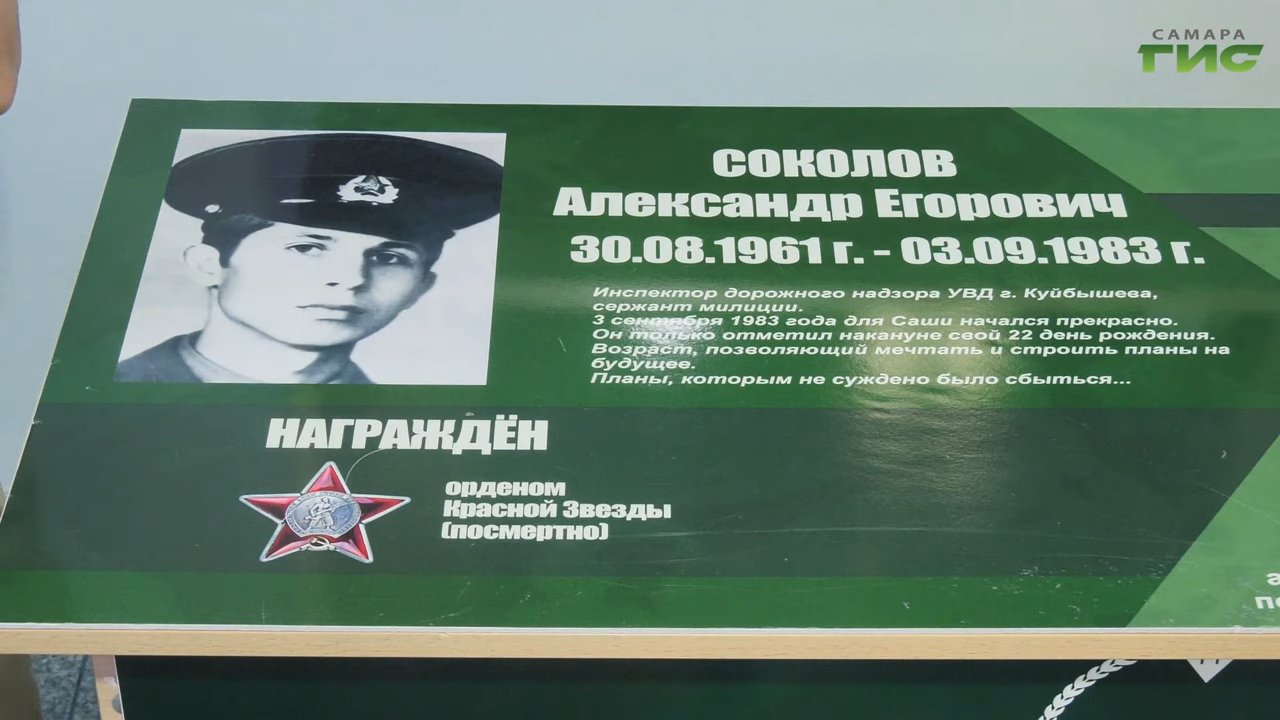 САМАРА
ГИС
СОКОЛОВ
Александр Егорович
30.08.1961 г. - 03.09.1983 г.
Инспектор дорожного надзора УВД г. Куйбышева,
сержант милиции.
3 сентября 1983 года для Саши начался прекрасно.
Он только отметил накануне свой 22 день рождения.
Возраст, позволяющий мечтать и строить планы на
будущее.
Планы, которым не суждено было сбыться...
НАГРАЖДЁН
орденом
Красной Звезды
(посмертно)